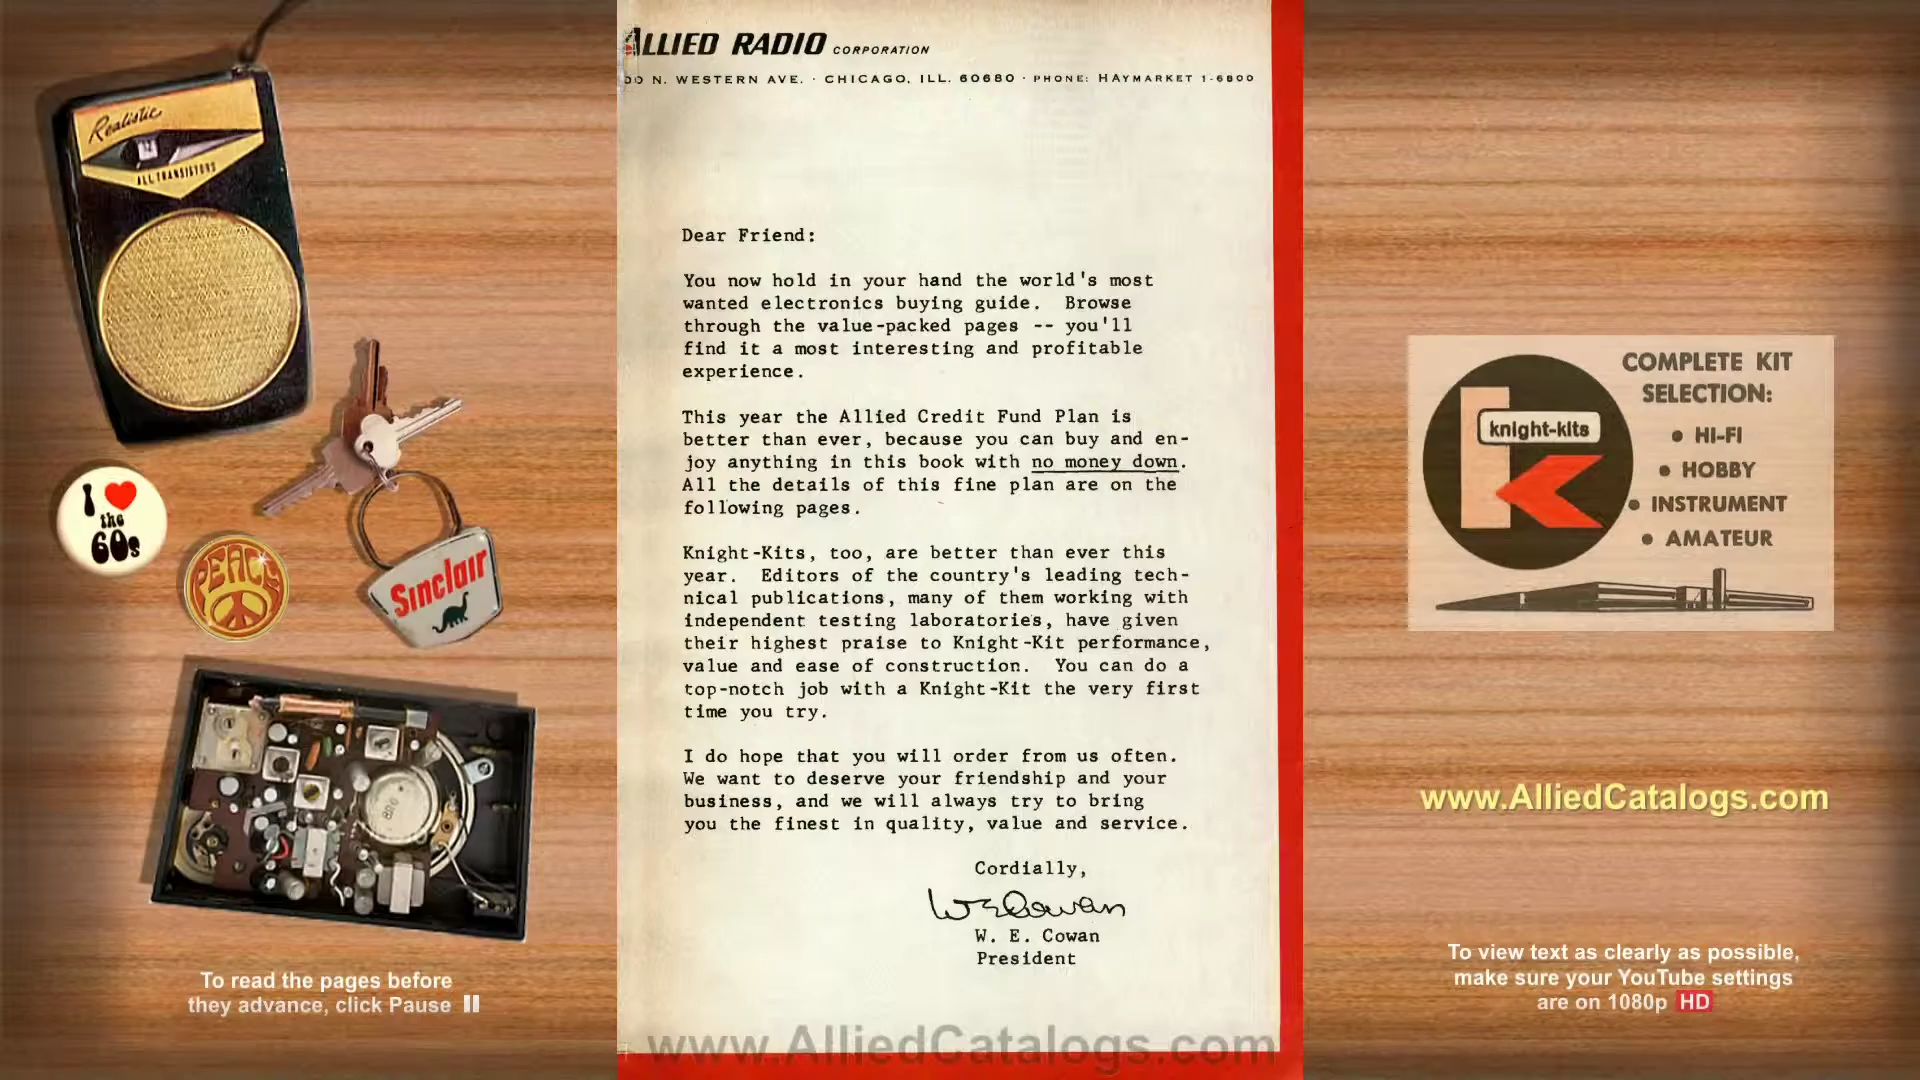 Realistic
ALL TRANSISTORS
I ❤ the 60s
PEACE
Sinclair
To read the pages before
they advance, click Pause
ALLIED RADIO CORPORATION
N. WESTERN AVE. · CHICAGO, ILL. 60680 · PHONE: HAYMARKET 1-6800
Dear Friend:
You now hold in your hand the world's most
wanted electronics buying guide. Browse
through the value-packed pages -- you'll
find it a most interesting and profitable
experience.
This year the Allied Credit Fund Plan is
better than ever, because you can buy and en-
joy anything in this book with no money down.
All the details of this fine plan are on the
following pages.
Knight-Kits, too, are better than ever this
year. Editors of the country's leading tech-
nical publications, many of them working with
independent testing laboratories, have given
their highest praise to Knight-Kit performance,
value and ease of construction. You can do a
top-notch job with a Knight-Kit the very first
time you try.
I do hope that you will order from us often.
We want to deserve your friendship and your
business, and we will always try to bring
you the finest in quality, value and service.
Cordially,
W E Cowan
W. E. Cowan
President
www.AlliedCatalogs.com
COMPLETE KIT
SELECTION:
knight-kits
• HI-FI
• HOBBY
• INSTRUMENT
• AMATEUR
www.AlliedCatalogs.com
To view text as clearly as possible,
make sure your YouTube settings
are on 1080p HD